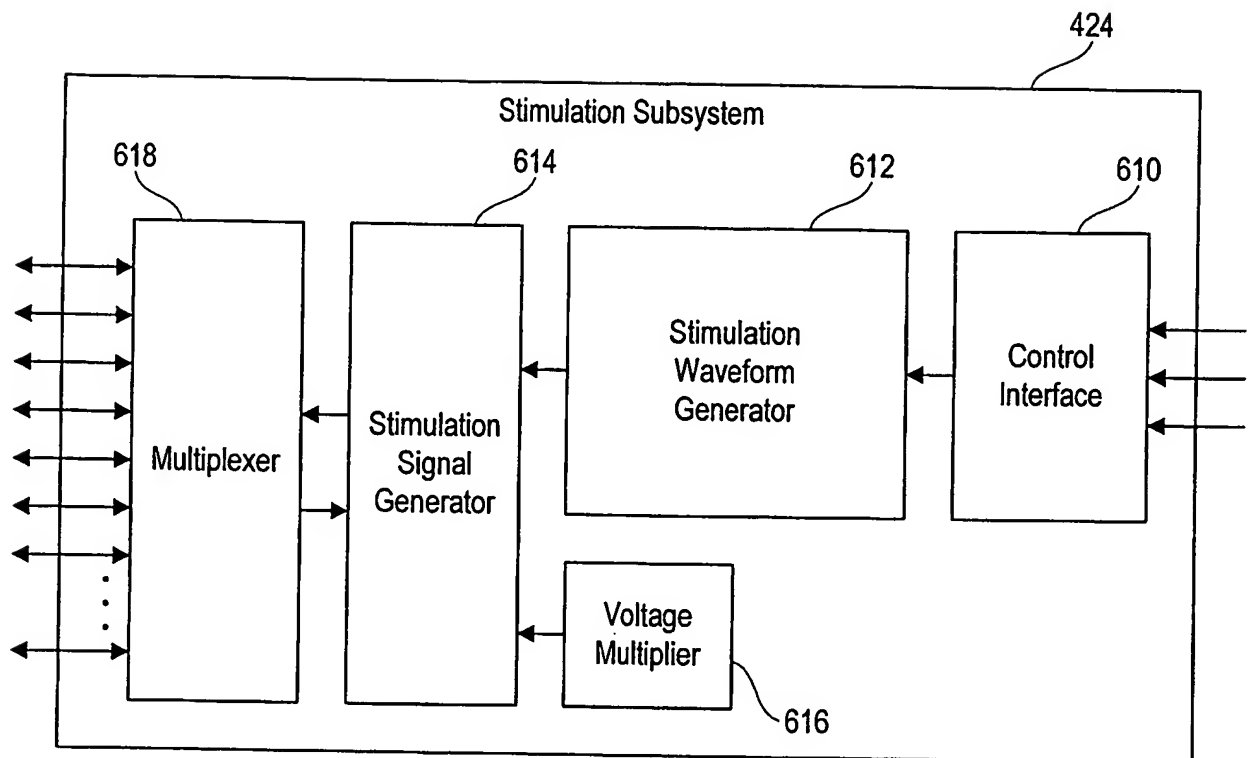 424
Stimulation Subsystem
618
614
612
610
Multiplexer
Stimulation
Signal
Generator
Stimulation
Waveform
Generator
Control
Interface
Voltage
Multiplier
616